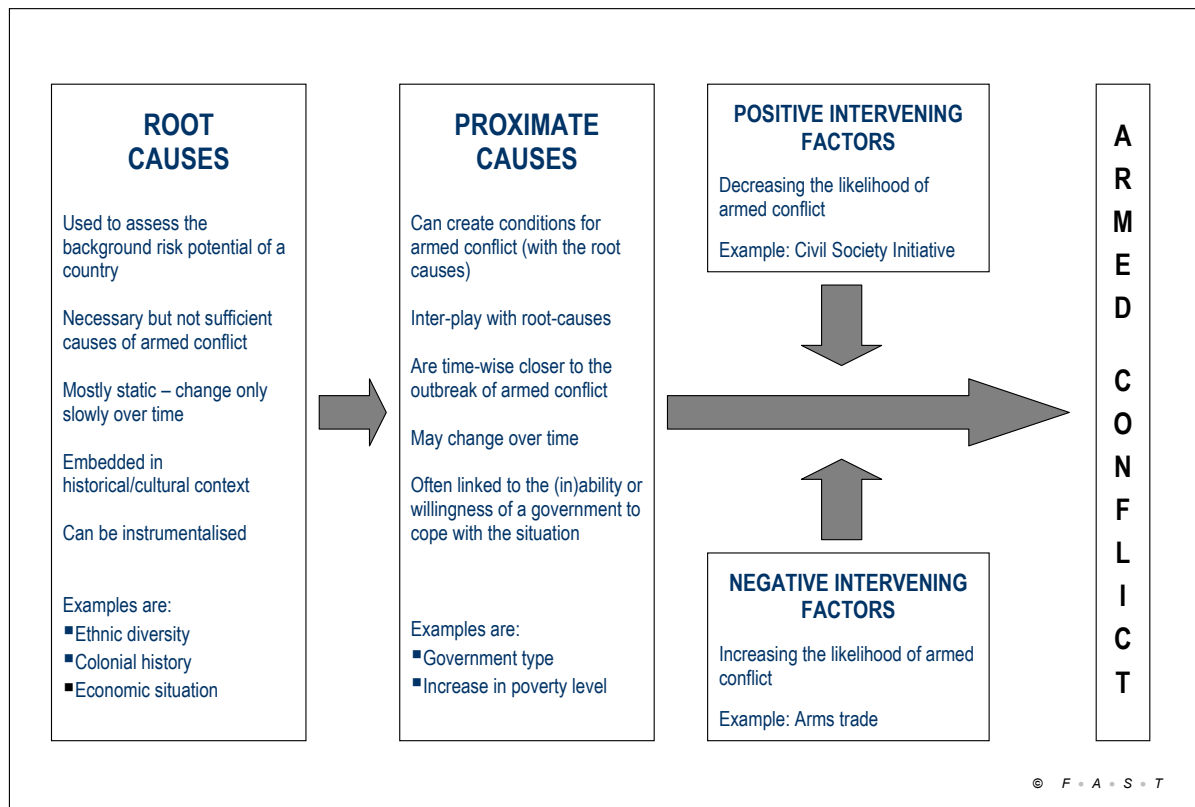 ROOT
CAUSES
Used to assess the
background risk potential of a
country
Necessary but not sufficient
causes of armed conflict
Mostly static – change only
slowly over time
Embedded in
historical/cultural context
Can be instrumentalised
Examples are:
▪Ethnic diversity
▪Colonial history
▪Economic situation
PROXIMATE
CAUSES
Can create conditions for
armed conflict (with the root
causes)
Inter-play with root-causes
Are time-wise closer to the
outbreak of armed conflict
May change over time
Often linked to the (in)ability or
willingness of a government to
cope with the situation
Examples are:
▪Government type
▪Increase in poverty level
POSITIVE INTERVENING
FACTORS
Decreasing the likelihood of
armed conflict
Example: Civil Society Initiative
NEGATIVE INTERVENING
FACTORS
Increasing the likelihood of armed
conflict
Example: Arms trade
ARMED CONFLICT
© F • A • S • T